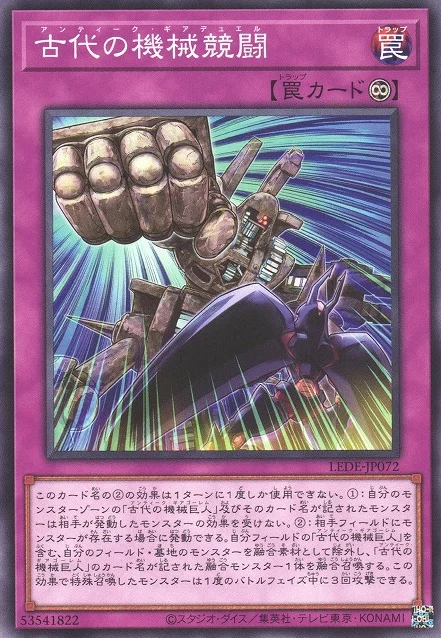 アンティーク・ギアデュエル
古代の機械競闘
トラップ
罠
トラップ
【罠カード∞】
LEDE-JP072
このカード名の②の効果は１ターンに１度しか使用できない。①：自分のモ
ンスターゾーンの「古代の機械巨人」及びそのカード名が記されたモンスタ
ーは相手が発動したモンスターの効果を受けない。②：相手フィールドにモ
ンスターが存在する場合に発動できる。自分フィールドの「古代の機械巨人」を
含む、自分のフィールド・墓地のモンスターを融合素材として除外し、「古代の
機械巨人」のカード名が記された融合モンスター１体を融合召喚する。この
効果で特殊召喚したモンスターは１度のバトルフェイズ中に３回攻撃できる。
53541822
©スタジオ・ダイス／集英社・テレビ東京・KONAMI